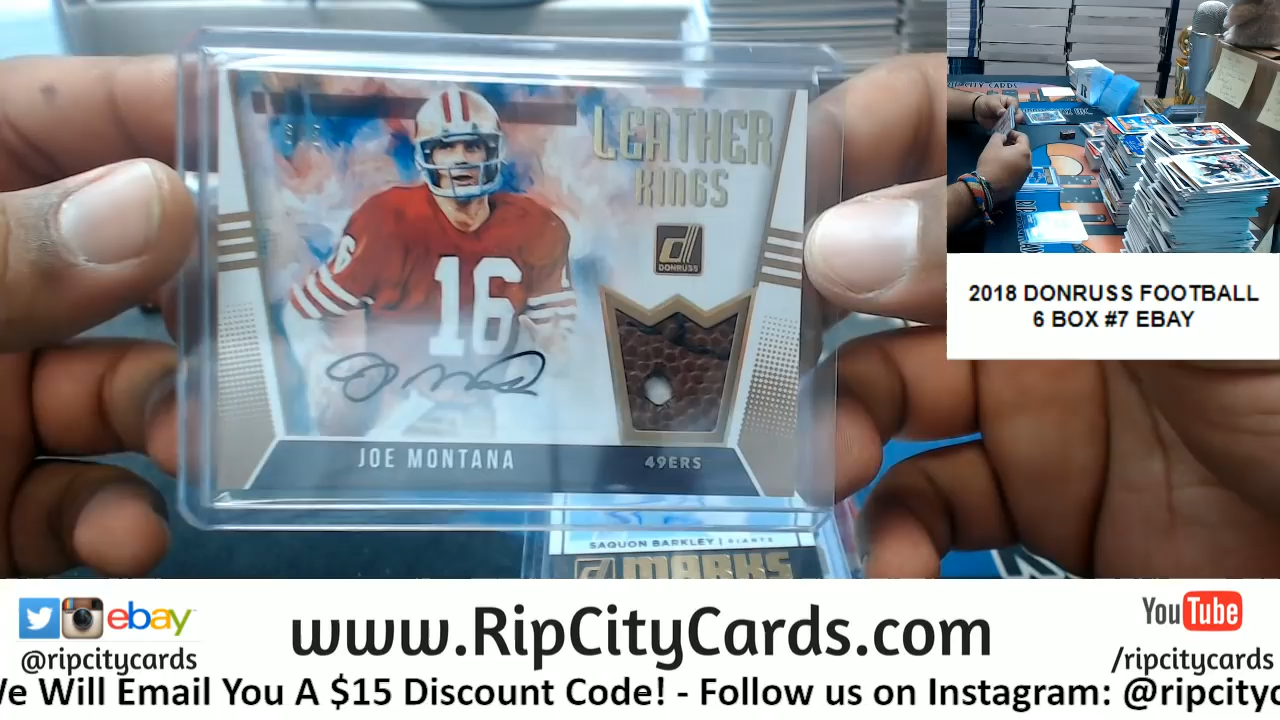 LEATHER
KINGS
DONRUSS
16
16
JOE MONTANA
49ERS
SAQUON BARKLEY | GIANTS
MARKS
2018 DONRUSS FOOTBALL
6 BOX #7 EBAY
ebay
@ripcitycards
www.RipCityCards.com
YouTube
/ripcitycards
We Will Email You A $15 Discount Code! - Follow us on Instagram: @ripcityc